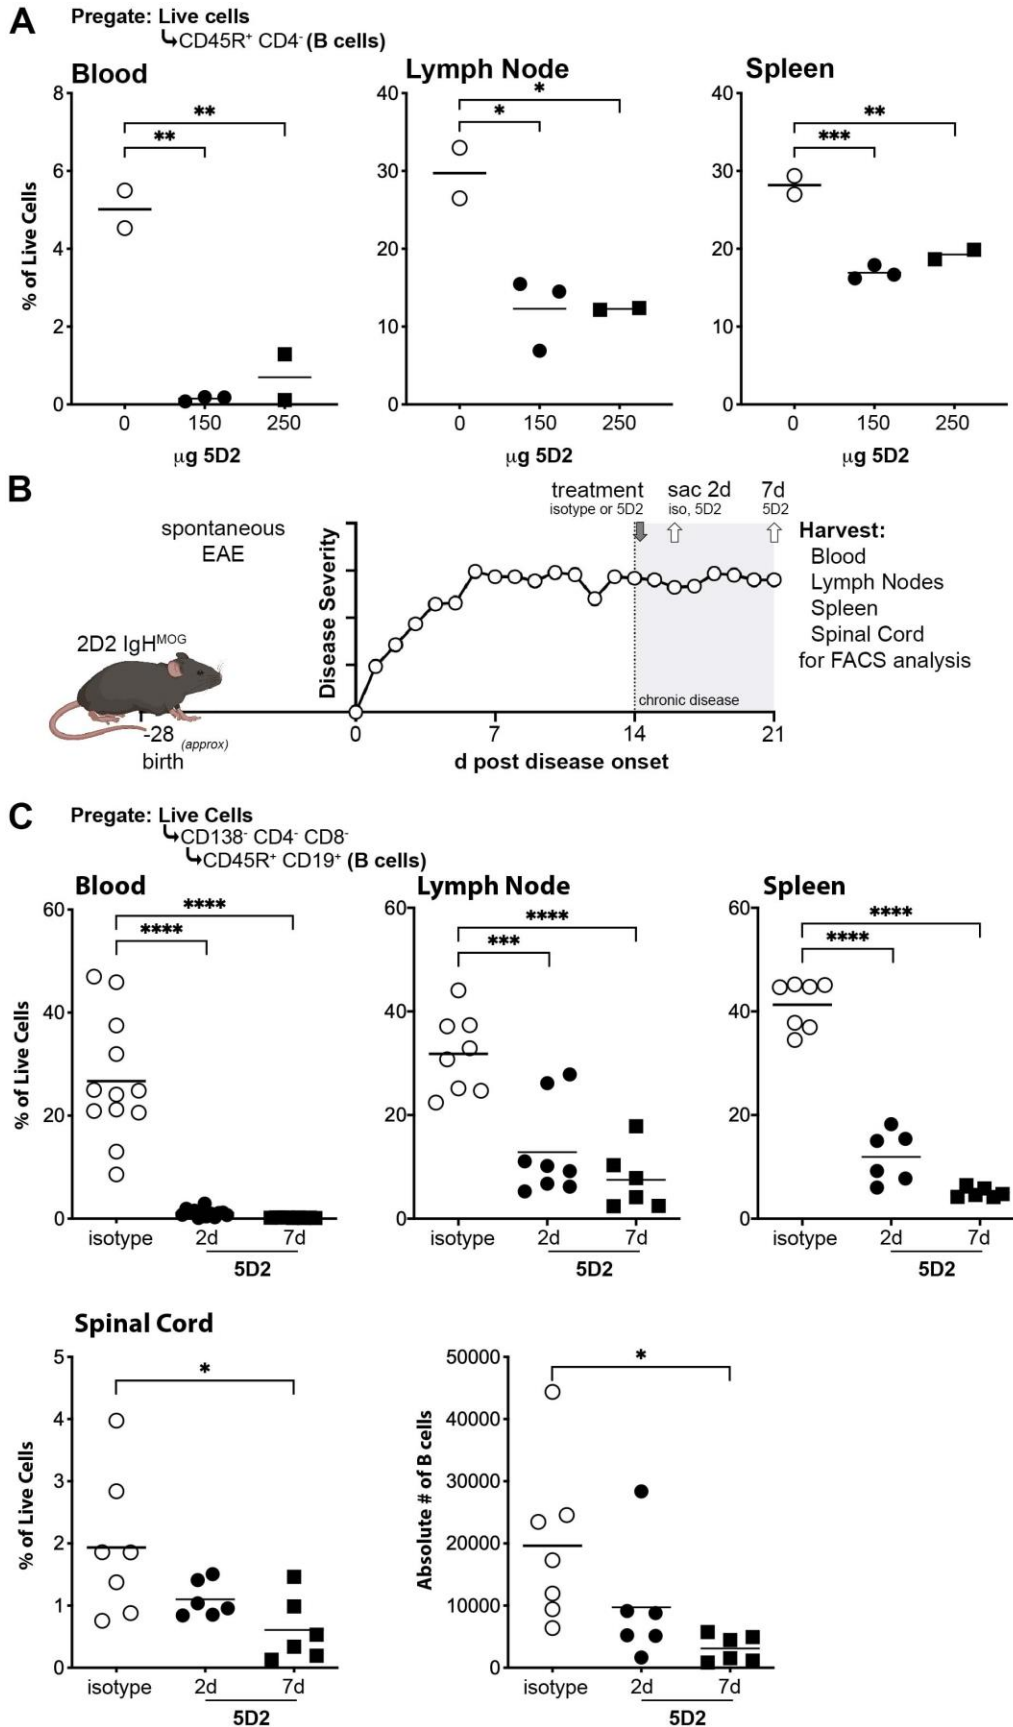 A
Pregate: Live cells
↳CD45R⁺ CD4⁻ (B cells)
Blood
Lymph Node
Spleen
% of Live Cells
8
6
4
2
0
**
**
0 150 250
μg 5D2
40
30
20
10
0
*
*
0 150 250
μg 5D2
40
30
20
10
0
**
***
0 150 250
μg 5D2
B
spontaneous
EAE
2D2 IgHᴹᴼᴳ
-28
(approx)
birth
Disease Severity
treatment
isotype or 5D2
sac 2d
iso, 5D2
7d
5D2
Harvest:
Blood
Lymph Nodes
Spleen
Spinal Cord
for FACS analysis
chronic disease
0 7 14 21
d post disease onset
C
Pregate: Live Cells
↳CD138⁻ CD4⁻ CD8⁻
↳CD45R⁺ CD19⁺ (B cells)
Blood
Lymph Node
Spleen
% of Live Cells
60
40
20
0
****
****
isotype 2d 7d
5D2
60
40
20
0
****
***
isotype 2d 7d
5D2
60
40
20
0
****
****
isotype 2d 7d
5D2
Spinal Cord
% of Live Cells
5
4
3
2
1
0
*
isotype 2d 7d
5D2
Absolute # of B cells
50000
40000
30000
20000
10000
0
*
isotype 2d 7d
5D2